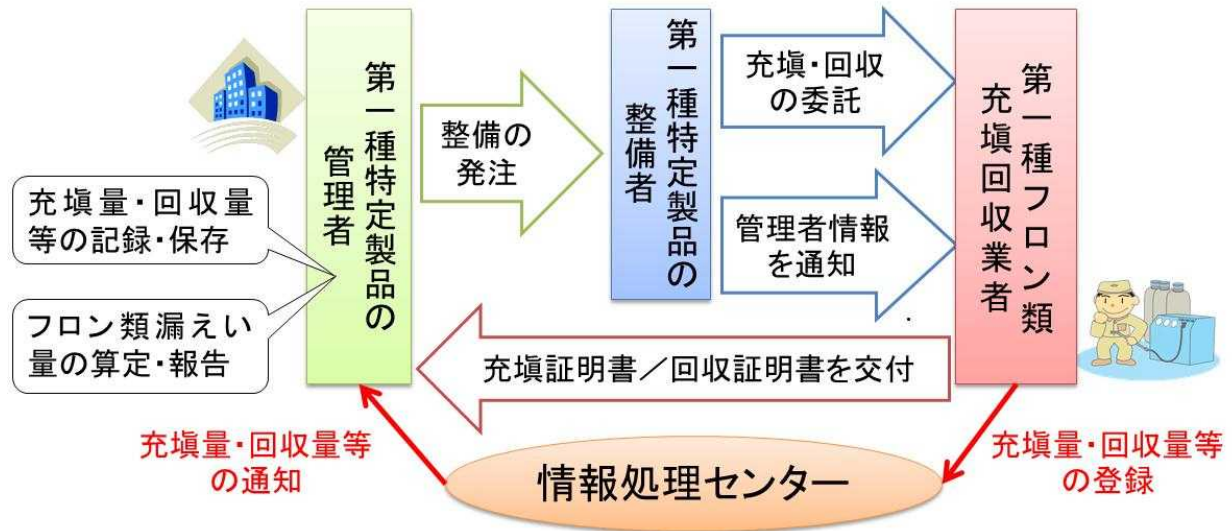 第一種特定製品の
管理者
充塡量・回収量
等の記録・保存
フロン類漏えい
量の算定・報告
整備の
発注
第一種特定製品の
整備者
充塡・回収
の委託
管理者情報
を通知
第一種フロン類
充塡回収業者
充塡証明書／回収証明書を交付
充塡量・回収量等
の通知
情報処理センター
充塡量・回収量等
の登録